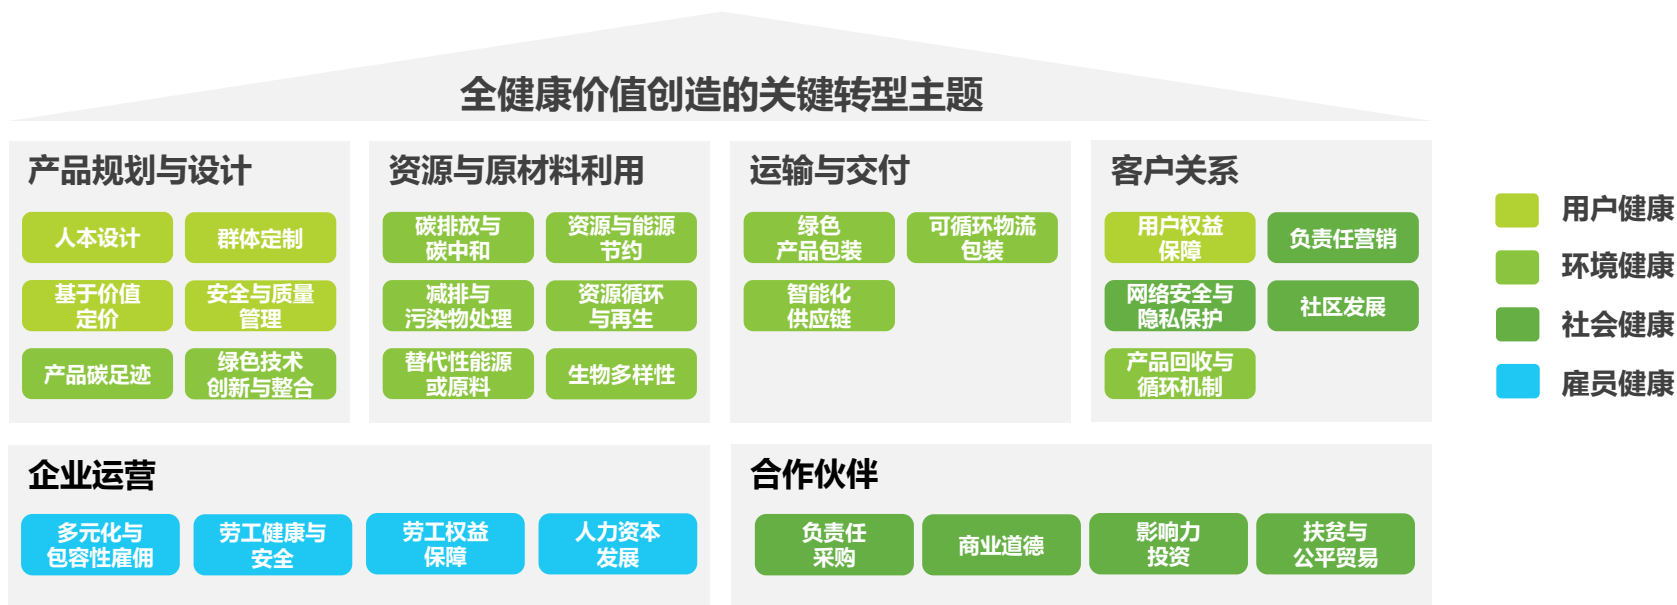 全健康价值创造的关键转型主题
产品规划与设计
人本设计
群体定制
基于价值
定价
安全与质量
管理
产品碳足迹
绿色技术
创新与整合
资源与原材料利用
碳排放与
碳中和
资源与能源
节约
减排与
污染物处理
资源循环
与再生
替代性能源
或原料
生物多样性
运输与交付
绿色
产品包装
可循环物流
包装
智能化
供应链
客户关系
用户权益
保障
负责任营销
网络安全与
隐私保护
社区发展
产品回收与
循环机制
企业运营
多元化与
包容性雇佣
劳工健康与
安全
劳工权益
保障
人力资本
发展
合作伙伴
负责任
采购
商业道德
影响力
投资
扶贫与
公平贸易
用户健康
环境健康
社会健康
雇员健康